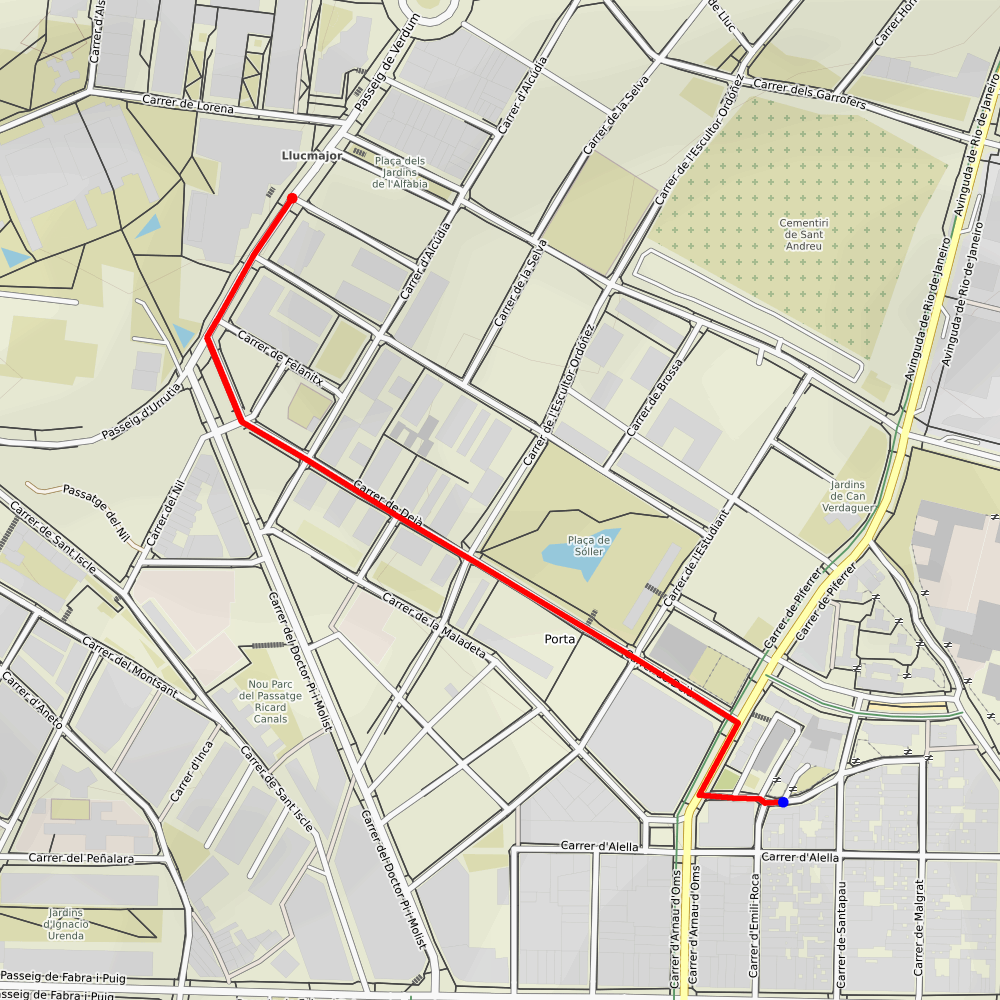 Carrer d'Als
Passeig de Verdum
de Lluc
Carrer Hon
Carrer d'Alcúdia
Carrer de la Selva
Carrer de l'Escultor Ordóñez
Carrer dels Garrofers
Avinguda de Rio de Janeiro
Carrer de Lorena
Llucmajor
Plaça dels
Jardins
de l'Alfàbia
Cementiri
de Sant
Andreu
Carrer d'Alcúdia
Carrer de la Selva
Avinguda de Rio de Janeiro
Avinguda de Rio de Janeiro
Carrer de Felanitx
Carrer de l'Escultor Ordóñez
Carrer de Brossa
Passeig d'Urrutia
Jardins
de Can
Verdaguer
Passatge del Nil
Carrer del Nil
Carrer de Sant Iscle
Carrer de Deià
Plaça de
Sóller
Carrer de l'Estudiant
Carrer de Piferrer
Carrer de Piferrer
Carrer de la Maladeta
Porta
Carrer del Doctor Pi i Molist
Carrer de Deià
Carrer del Montsant
Carrer d'Aneto
Nou Parc
del Passatge
Ricard
Canals
Carrer d'Inca
Carrer de Sant Iscle
Carrer del Doctor Pi i Molist
Carrer del Peñalara
Carrer d'Alella
Carrer d'Alella
Jardins
d'Ignacio
Urenda
Carrer d'Arnau d'Oms
Carrer d'Arnau d'Oms
Carrer d'Emili Roca
Carrer de Santapau
Carrer de Malgrat
Passeig de Fabra i Puig
sseig de Fabra i Puig